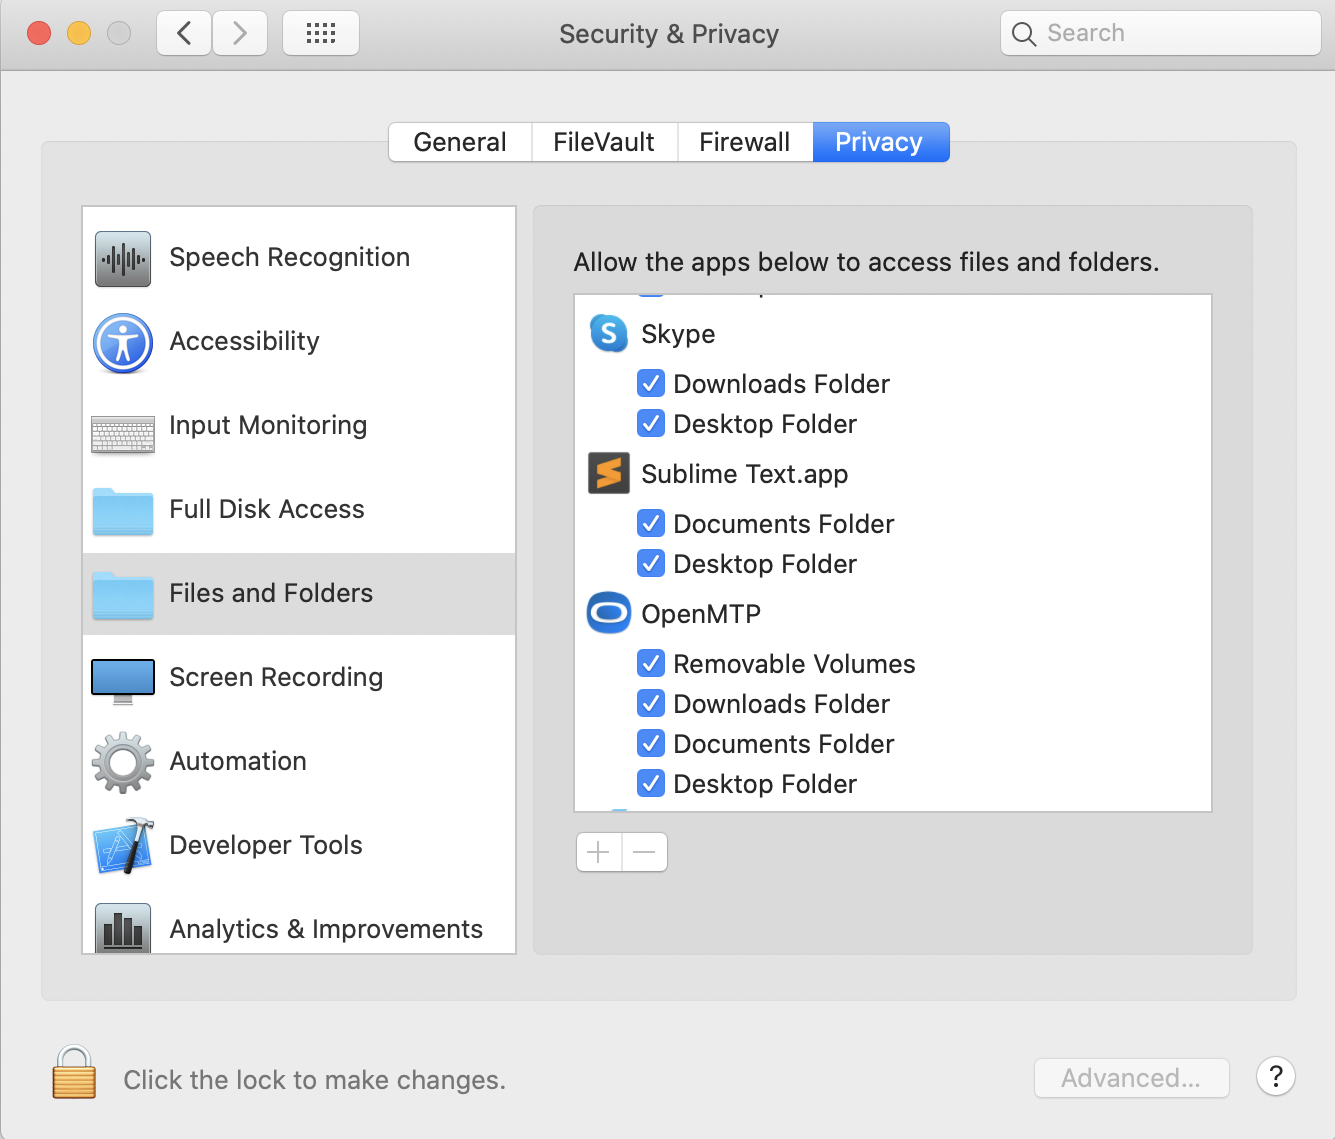 Security & Privacy
Search
General
FileVault
Firewall
Privacy
Speech Recognition
Accessibility
Input Monitoring
Full Disk Access
Files and Folders
Screen Recording
Automation
Developer Tools
Analytics & Improvements
Allow the apps below to access files and folders.
Skype
Downloads Folder
Desktop Folder
Sublime Text.app
Documents Folder
Desktop Folder
OpenMTP
Removable Volumes
Downloads Folder
Documents Folder
Desktop Folder
Click the lock to make changes.
Advanced...
?